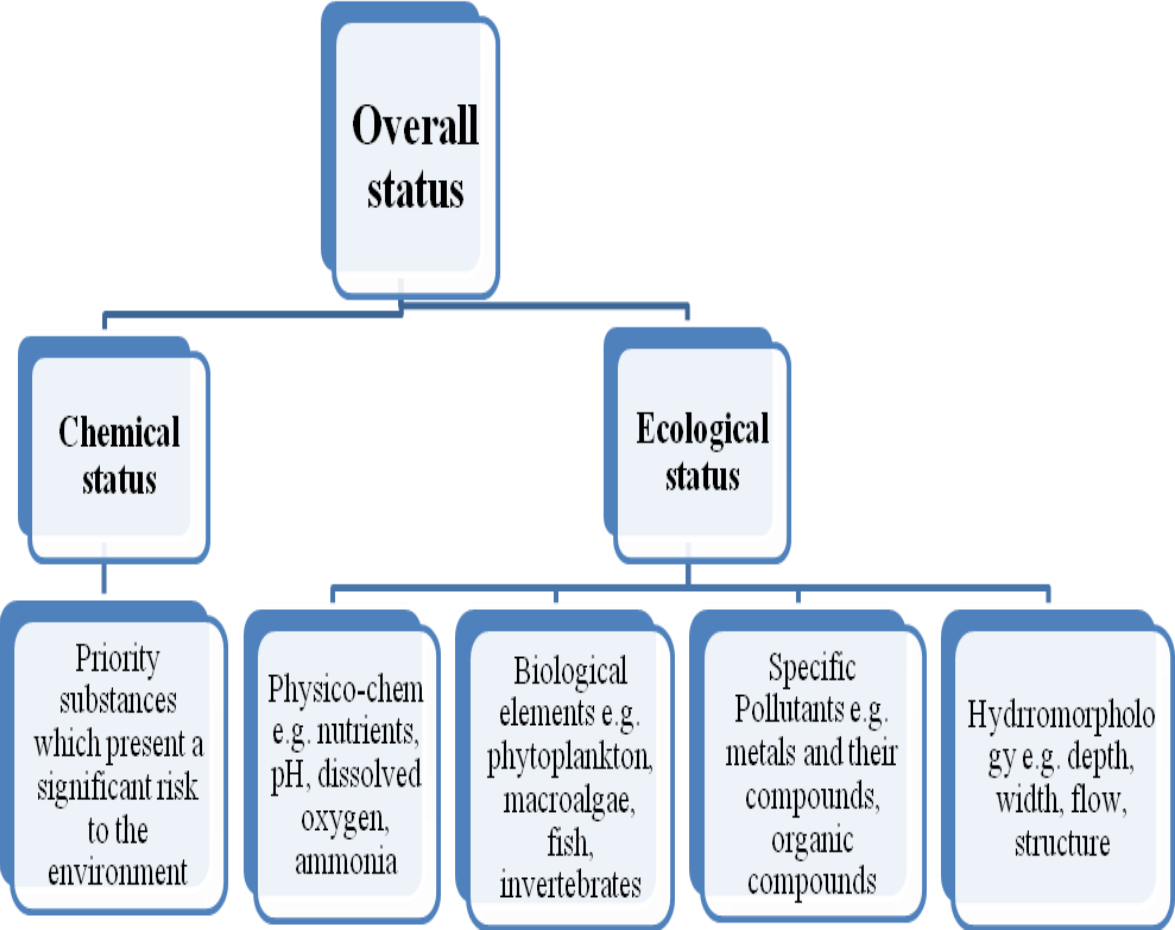 Overall
status
Chemical
status
Ecological
status
Priority
substances
which present a
significant risk
to the
environment
Physico-chem
e.g. nutrients,
pH, dissolved
oxygen,
ammonia
Biological
elements e.g.
phytoplankton,
macroalgae,
fish,
invertebrates
Specific
Pollutants e.g.
metals and their
compounds,
organic
compounds
Hydrromorpholo
gy e.g. depth,
width, flow,
structure